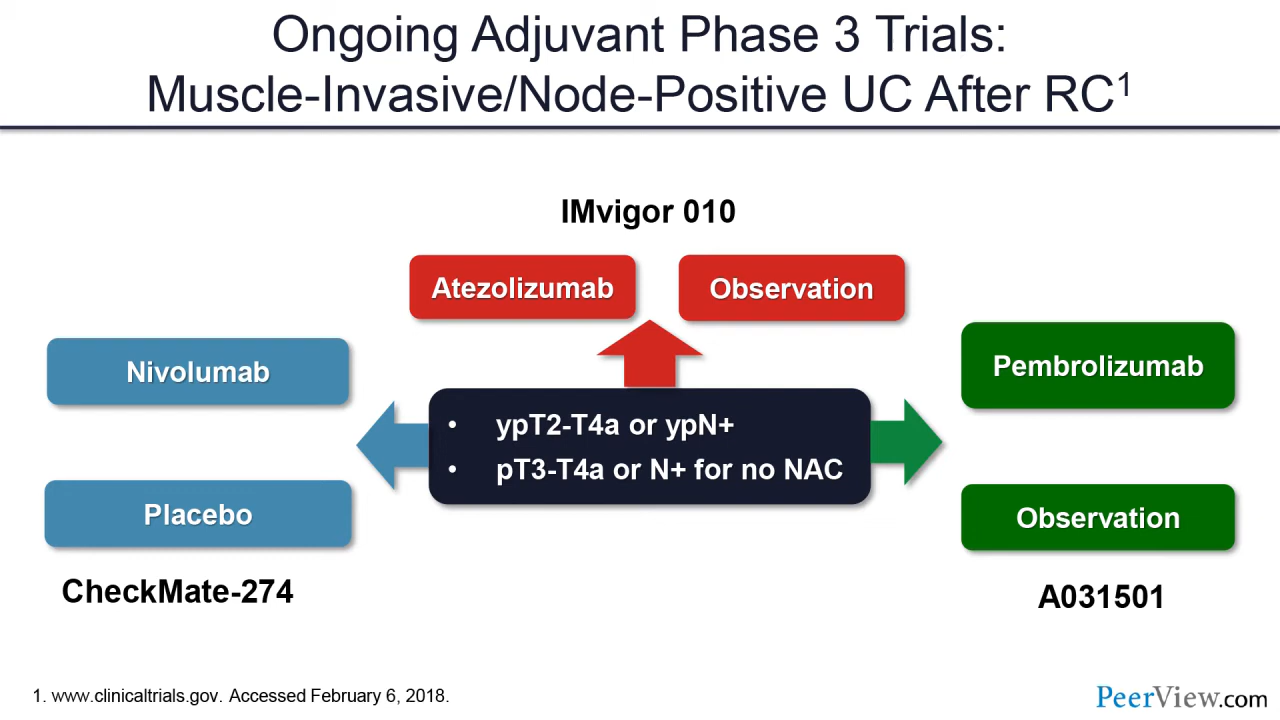 Ongoing Adjuvant Phase 3 Trials:
Muscle-Invasive/Node-Positive UC After RC¹
IMvigor 010
Atezolizumab
Observation
Nivolumab
Placebo
CheckMate-274
• ypT2-T4a or ypN+
• pT3-T4a or N+ for no NAC
Pembrolizumab
Observation
A031501
1. www.clinicaltrials.gov. Accessed February 6, 2018.
PeerView.com